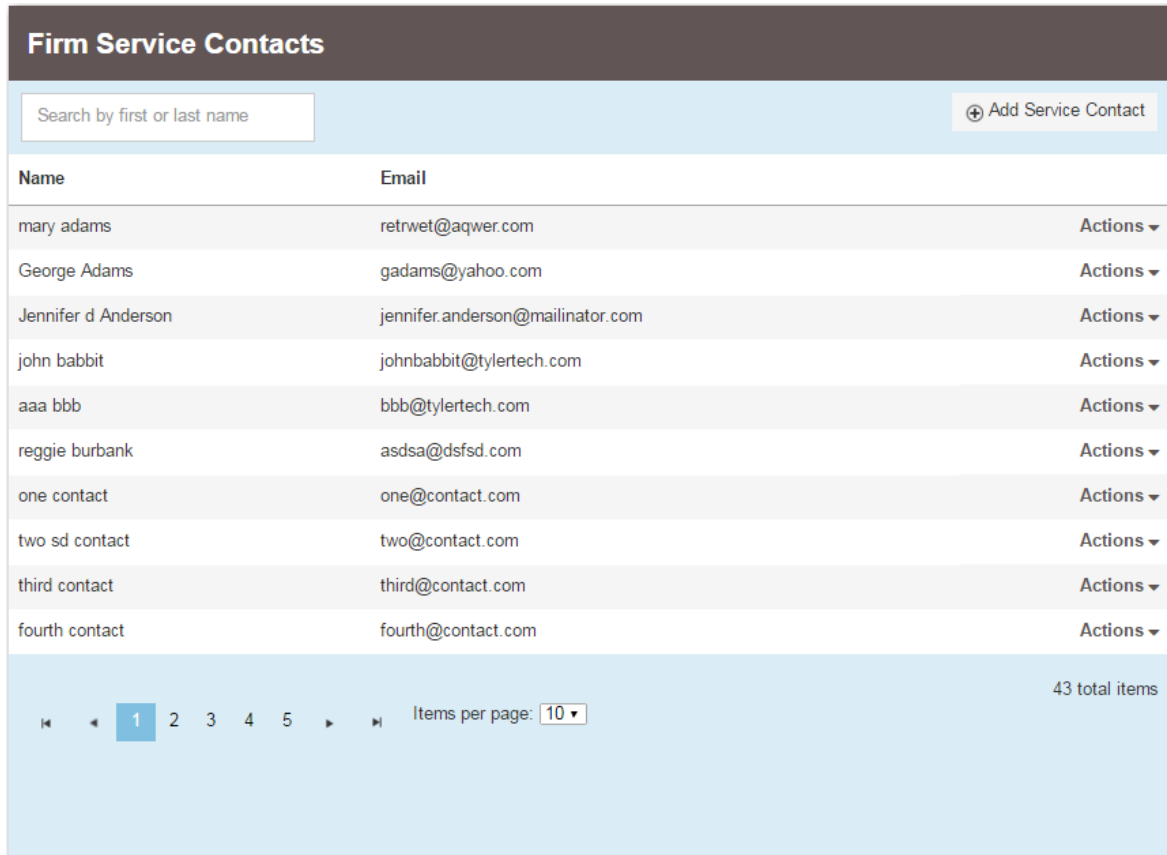 Firm Service Contacts
Search by first or last name
Add Service Contact
Name Email
mary adams retrwet@aqwer.com Actions
George Adams gadams@yahoo.com Actions
Jennifer d Anderson jennifer.anderson@mailinator.com Actions
john babbit johnbabbit@tylertech.com Actions
aaa bbb bbb@tylertech.com Actions
reggie burbank asdsa@dsfsd.com Actions
one contact one@contact.com Actions
two sd contact two@contact.com Actions
third contact third@contact.com Actions
fourth contact fourth@contact.com Actions
43 total items
1 2 3 4 5 Items per page: 10